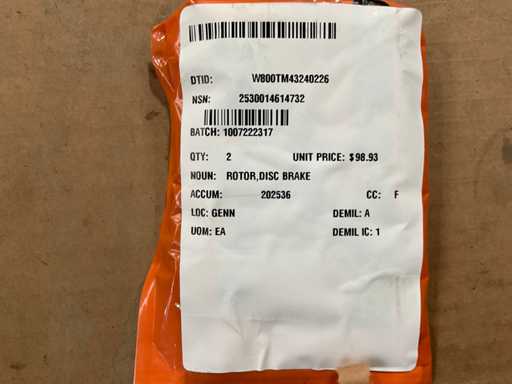 DTID: W800TM43240226
NSN: 2530014614732
BATCH: 1007222317
QTY: 2 UNIT PRICE: $98.93
NOUN: ROTOR,DISC BRAKE
ACCUM: 202536 CC: F
LOC: GENN DEMIL: A
UOM: EA DEMIL IC: 1